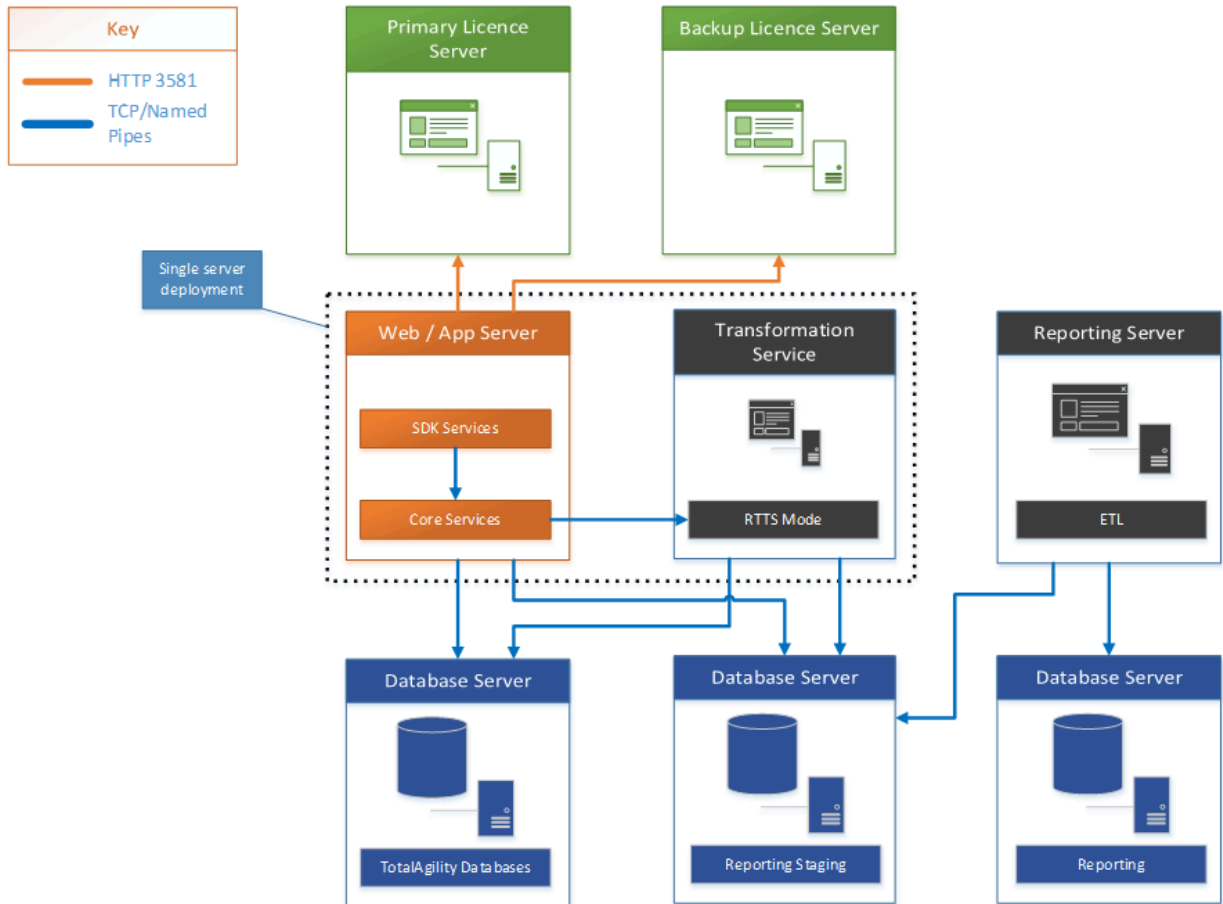 Key
HTTP 3581
TCP/Named
Pipes
Primary Licence
Server
Backup Licence Server
Single server
deployment
Web / App Server
SDK Services
Core Services
Transformation
Service
RTTS Mode
Reporting Server
ETL
Database Server
TotalAgility Databases
Database Server
Reporting Staging
Database Server
Reporting